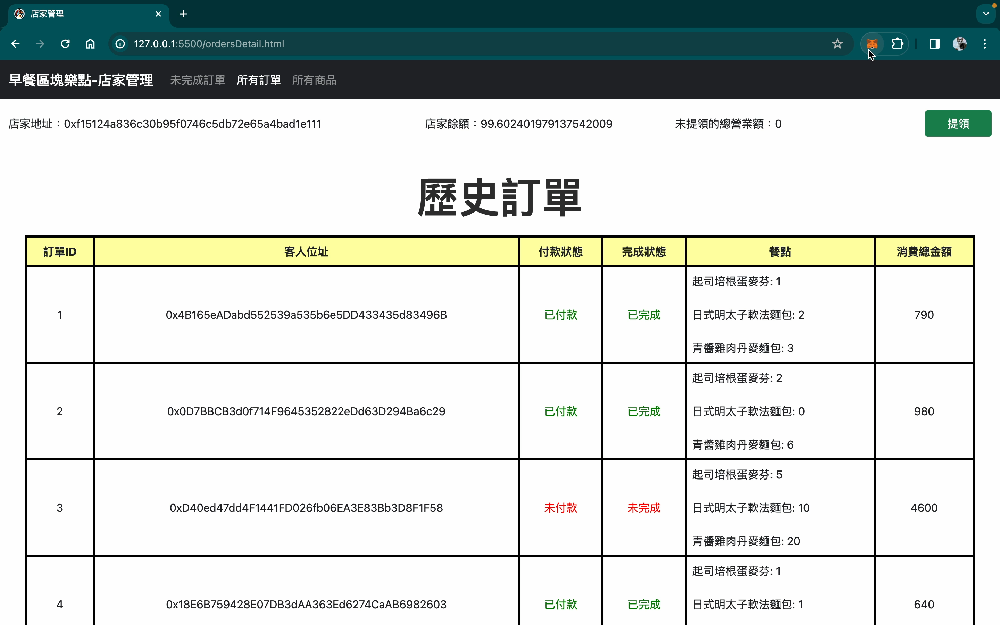 店家管理
127.0.0.1:5500/ordersDetail.html
早餐區塊樂點-店家管理 未完成訂單 所有訂單 所有商品
店家地址：0xf15124a836c30b95f0746c5db72e65a4bad1e111 店家餘額：99.602401979137542009 未提領的總營業額：0 提領
歷史訂單
訂單ID 客人位址 付款狀態 完成狀態 餐點 消費總金額
起司培根蛋麥芬: 1
1 0x4B165eADabd552539a535b6e5DD433435d83496B 已付款 已完成 日式明太子軟法麵包: 2 790
青醬雞肉丹麥麵包: 3
起司培根蛋麥芬: 2
2 0x0D7BBCB3d0f714F9645352822eDd63D294Ba6c29 已付款 已完成 日式明太子軟法麵包: 0 980
青醬雞肉丹麥麵包: 6
起司培根蛋麥芬: 5
3 0xD40ed47dd4F1441FD026fb06EA3E83Bb3D8F1F58 未付款 未完成 日式明太子軟法麵包: 10 4600
青醬雞肉丹麥麵包: 20
起司培根蛋麥芬: 1
4 0x18E6B759428E07DB3dAA363Ed6274CaAB6982603 已付款 已完成 日式明太子軟法麵包: 1 640